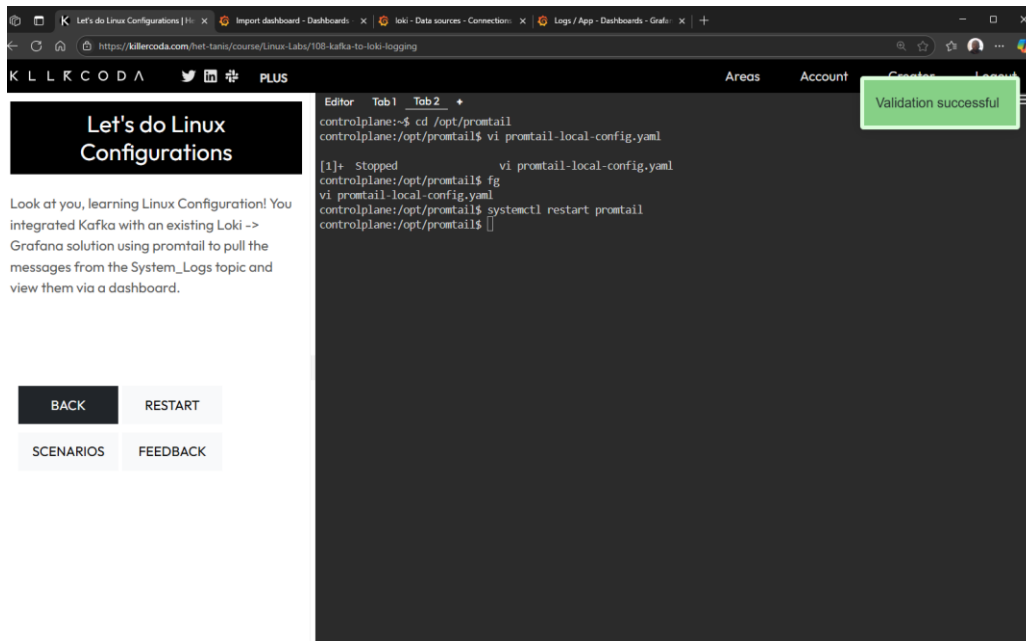 Let's do Linux Configurations | He
Import dashboard - Dashboards -
loki - Data sources - Connections
Logs / App - Dashboards - Grafan
https://killercoda.com/het-tanis/course/Linux-Labs/108-kafka-to-loki-logging
KLLRCODA
PLUS
Areas
Account
Creator
Logout
Validation successful
Let's do Linux
Configurations
Look at you, learning Linux Configuration! You
integrated Kafka with an existing Loki ->
Grafana solution using promtail to pull the
messages from the System_Logs topic and
view them via a dashboard.
BACK
RESTART
SCENARIOS
FEEDBACK
Editor Tab 1 Tab 2 +
controlplane:~$ cd /opt/promtail
controlplane:/opt/promtail$ vi promtail-local-config.yaml
[1]+ Stopped vi promtail-local-config.yaml
controlplane:/opt/promtail$ fg
vi promtail-local-config.yaml
controlplane:/opt/promtail$ systemctl restart promtail
controlplane:/opt/promtail$